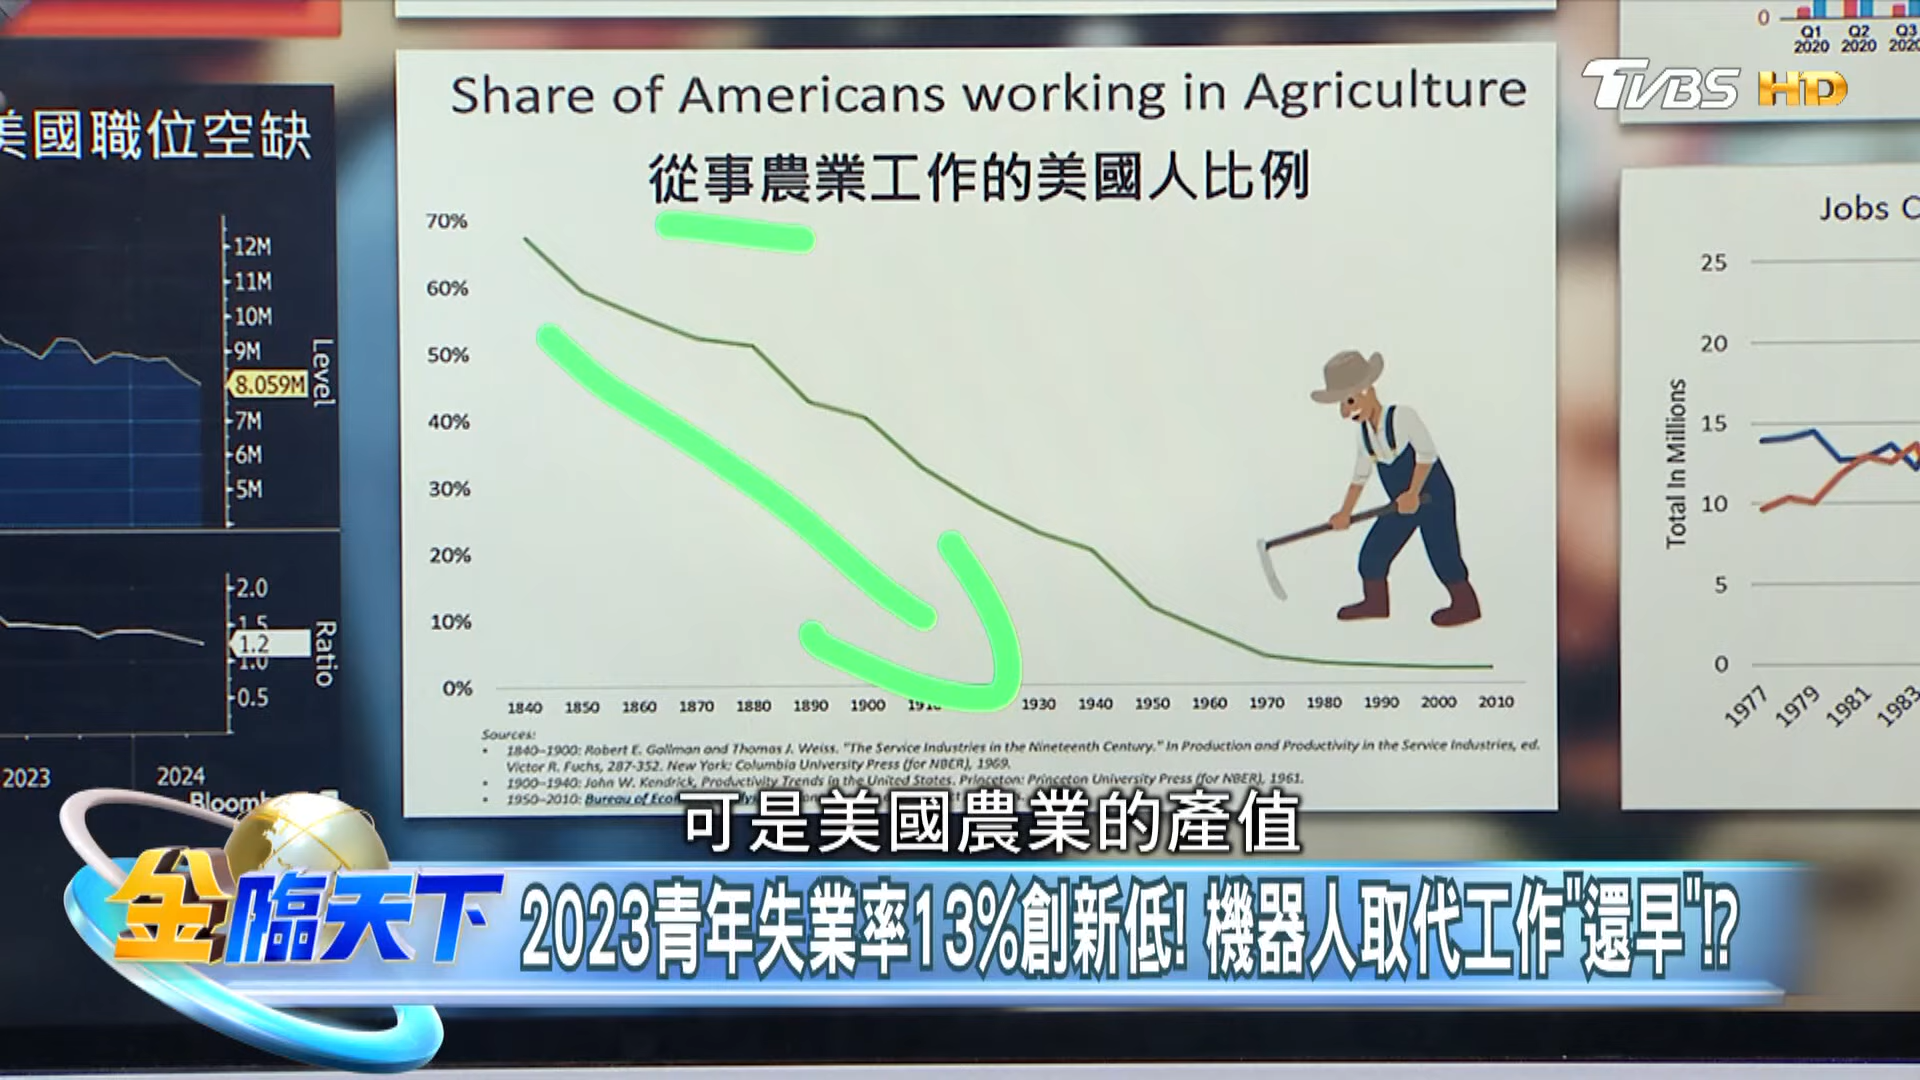 美國職位空缺
12M
11M
10M
9M
8.059M
7M
6M
5M
Level
2.0
1.5
1.2
1.0
0.5
Ratio
2023
2024
Share of Americans working in Agriculture
從事農業工作的美國人比例
70%
60%
50%
40%
30%
20%
10%
0%
1840 1850 1860 1870 1880 1890 1900 1930 1940 1950 1960 1970 1980 1990 2000 2010
Sources:
• 1840–1900: Robert E. Gallman and Thomas J. Weiss. "The Service Industries in the Nineteenth Century." In Production and Productivity in the Service Industries, ed.
Victor R. Fuchs, 287-352. New York: Columbia University Press (for NBER), 1969.
• 1900–1940: John W. Kendrick, Productivity Trends in the United States. Princeton: Princeton University Press (for NBER), 1961.
• 1950–2010: Bureau of
0
Q1 Q2 Q3
2020 2020 2020
TVBS HD
Jobs
25
20
15
10
5
0
Total In Millions
1977 1979 1981 1983
可是美國農業的產值
金臨天下
2023青年失業率13%創新低! 機器人取代工作"還早"!?